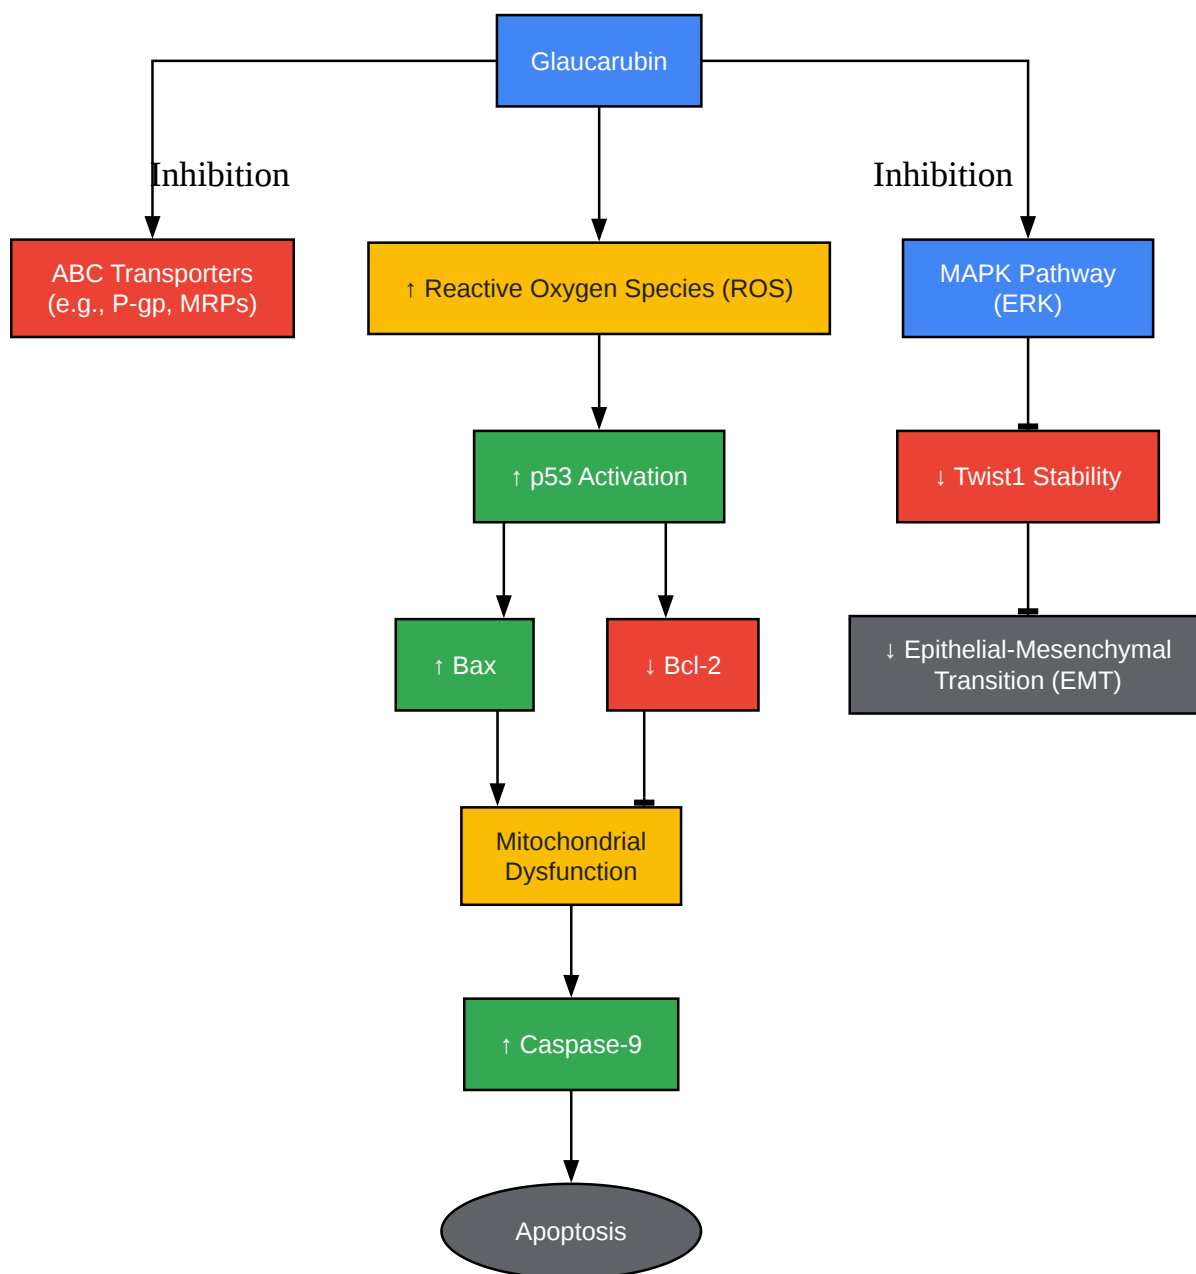 Glaucarubin
Inhibition
Inhibition
ABC Transporters
(e.g., P-gp, MRPs)
↑ Reactive Oxygen Species (ROS)
MAPK Pathway
(ERK)
↑ p53 Activation
↓ Twist1 Stability
↑ Bax
↓ Bcl-2
↓ Epithelial-Mesenchymal
Transition (EMT)
Mitochondrial
Dysfunction
↑ Caspase-9
Apoptosis